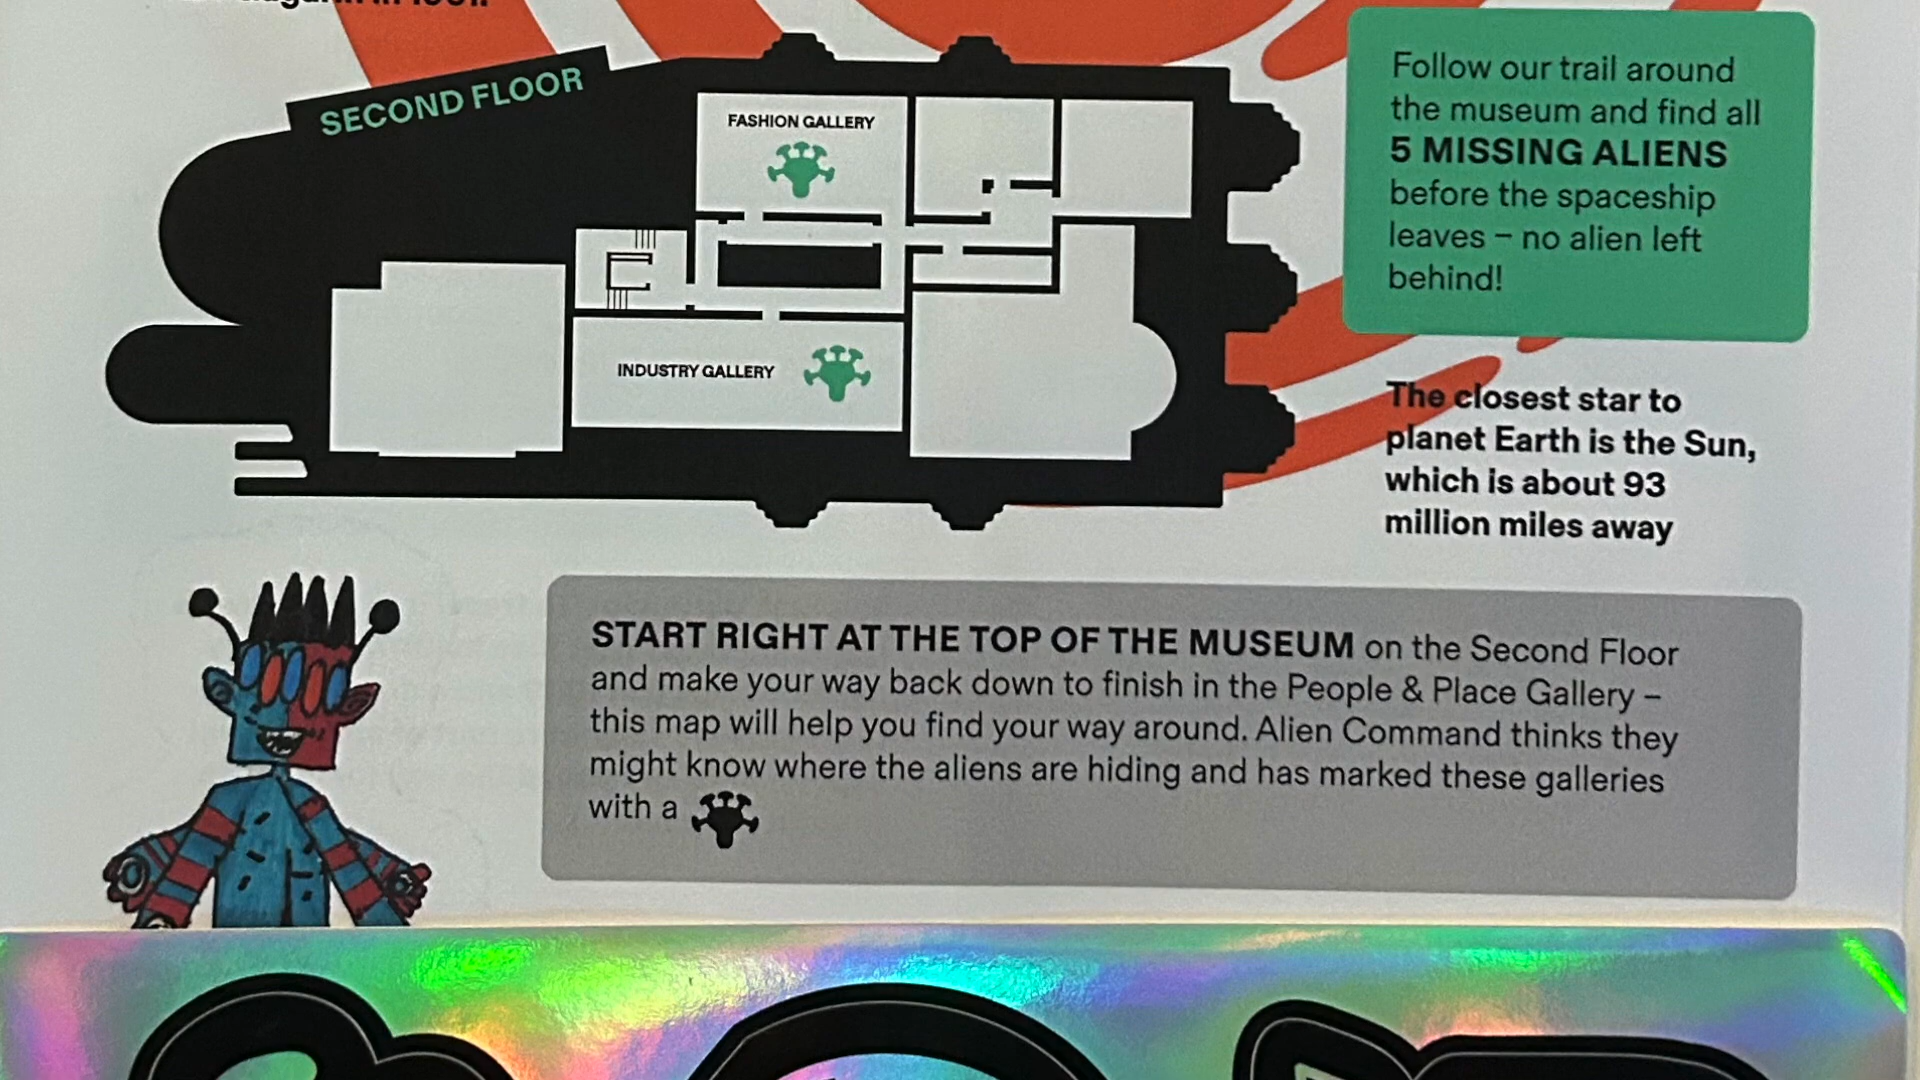 SECOND FLOOR
FASHION GALLERY
INDUSTRY GALLERY
Follow our trail around
the museum and find all
5 MISSING ALIENS
before the spaceship
leaves – no alien left
behind!
The closest star to
planet Earth is the Sun,
which is about 93
million miles away
START RIGHT AT THE TOP OF THE MUSEUM on the Second Floor
and make your way back down to finish in the People & Place Gallery –
this map will help you find your way around. Alien Command thinks they
might know where the aliens are hiding and has marked these galleries
with a